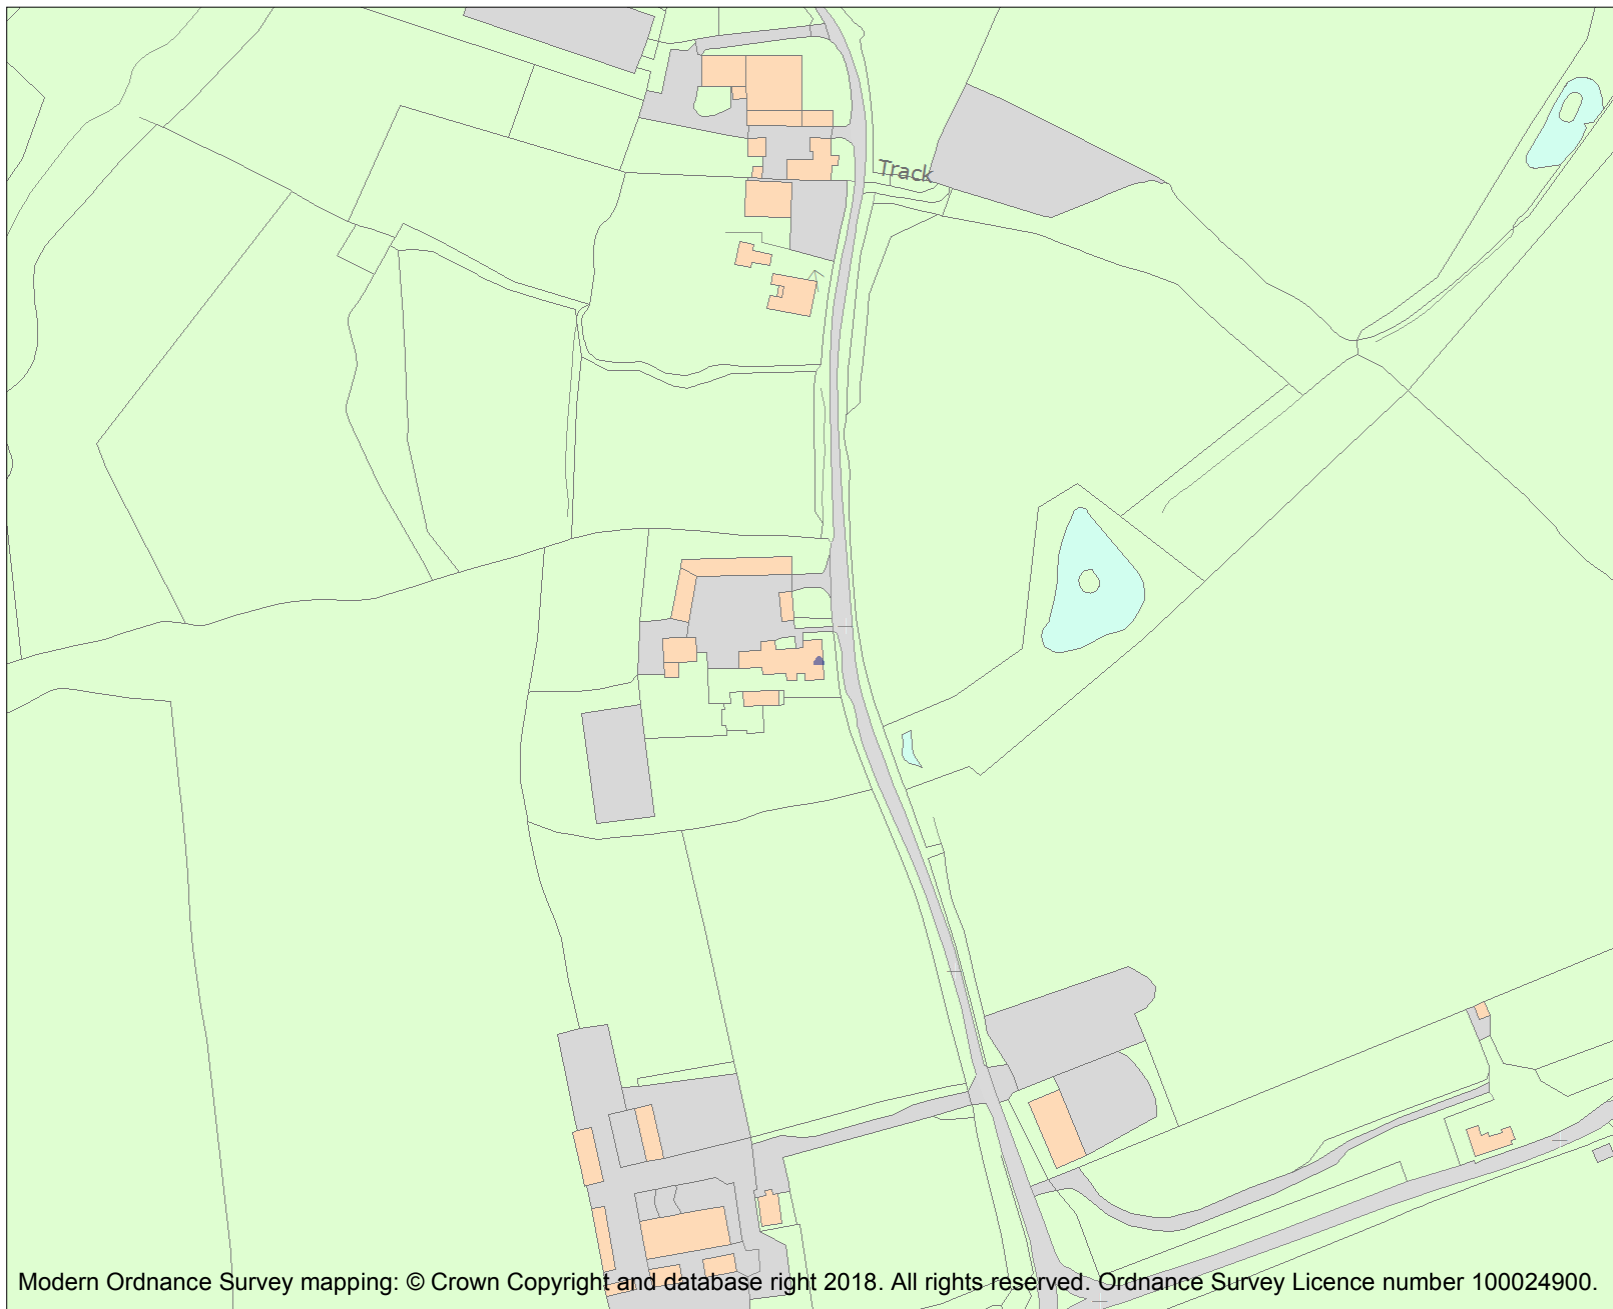 Track
Modern Ordnance Survey mapping: © Crown Copyright and database right 2018. All rights reserved. Ordnance Survey Licence number 100024900.